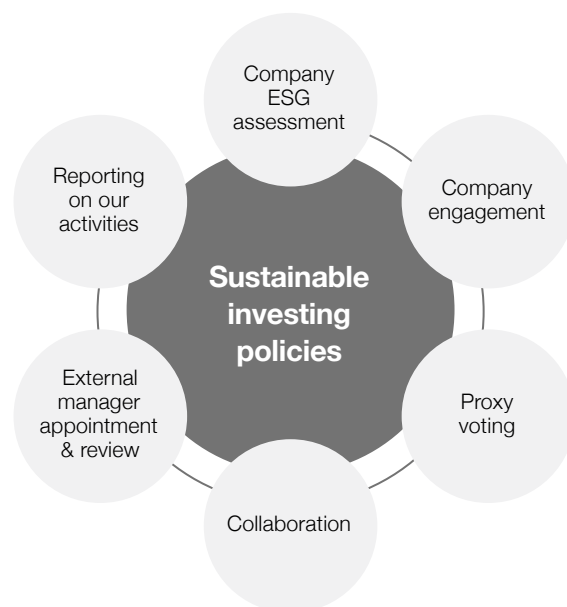 Company
ESG
assessment
Company
engagement
Proxy
voting
Collaboration
External
manager
appointment
& review
Reporting
on our
activities
Sustainable
investing
policies